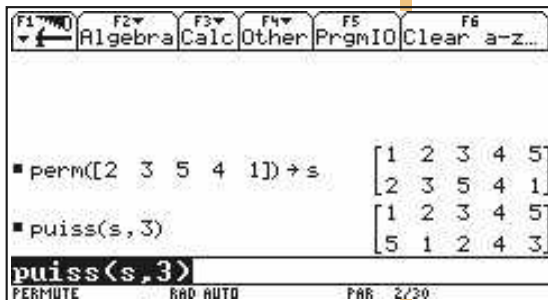 F1 F2 F3 F4 F5 F6
Algebra Calc Other PrgmIO Clear a-z…
▪ perm([2 3 5 4 1])→s [1 2 3 4 5]
[2 3 5 4 1]
▪ puiss(s,3) [1 2 3 4 5]
[5 1 2 4 3]
puiss(s,3)
PERMUTE RAD AUTO PAR 2/30